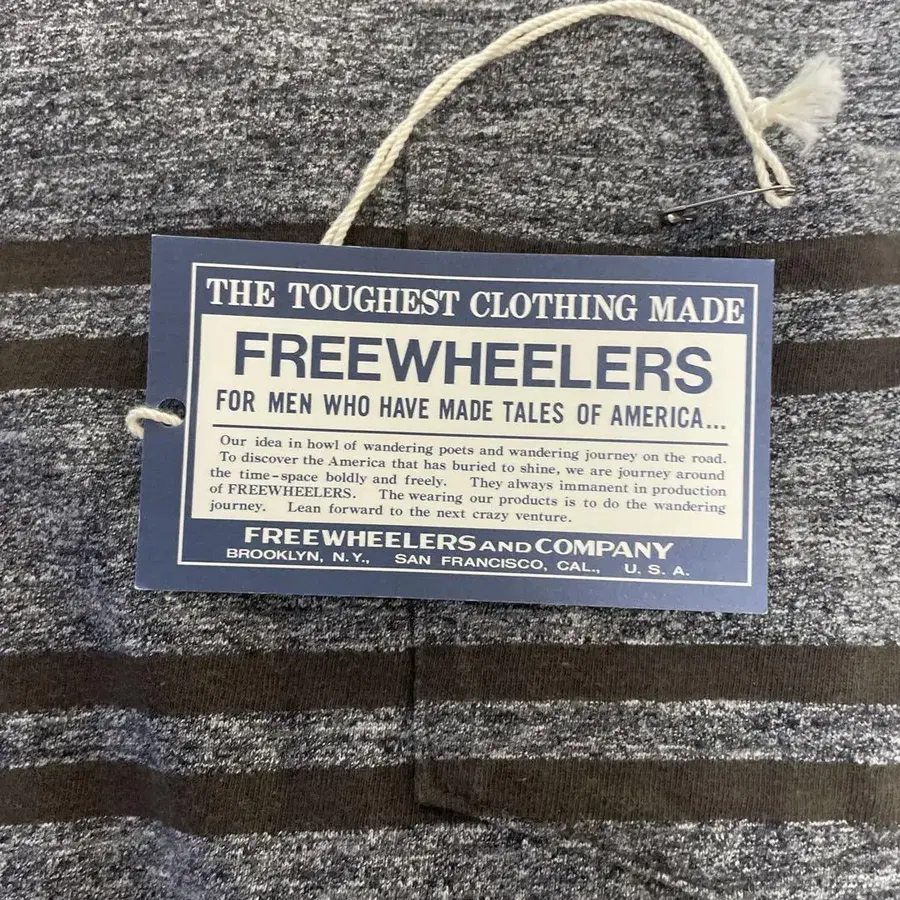 THE TOUGHEST CLOTHING MADE
FREEWHEELERS
FOR MEN WHO HAVE MADE TALES OF AMERICA...
Our idea in howl of wandering poets and wandering journey on the road.
To discover the America that has buried to shine, we are journey around
the time-space boldly and freely. They always immanent in production
of FREEWHEELERS. The wearing our products is to do the wandering
journey. Lean forward to the next crazy venture.
FREEWHEELERS AND COMPANY
BROOKLYN, N.Y., SAN FRANCISCO, CAL., U. S. A.